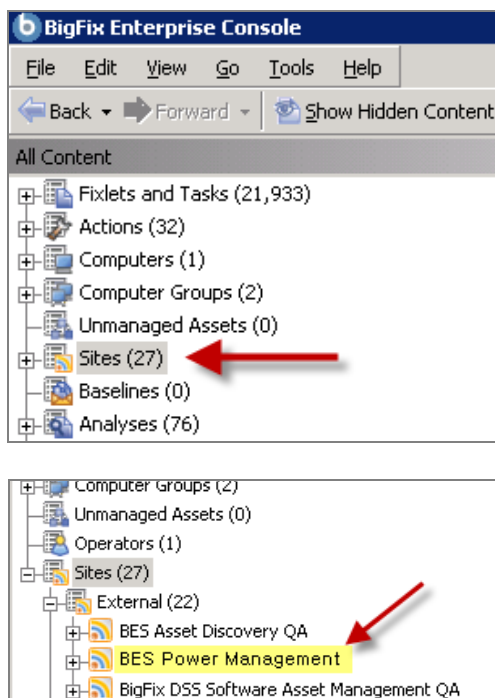 BigFix Enterprise Console
File Edit View Go Tools Help
Back Forward Show Hidden Content
All Content
Fixlets and Tasks (21,933)
Actions (32)
Computers (1)
Computer Groups (2)
Unmanaged Assets (0)
Sites (27)
Baselines (0)
Analyses (76)
Computer Groups (2)
Unmanaged Assets (0)
Operators (1)
Sites (27)
External (22)
BES Asset Discovery QA
BES Power Management
BigFix DSS Software Asset Management QA